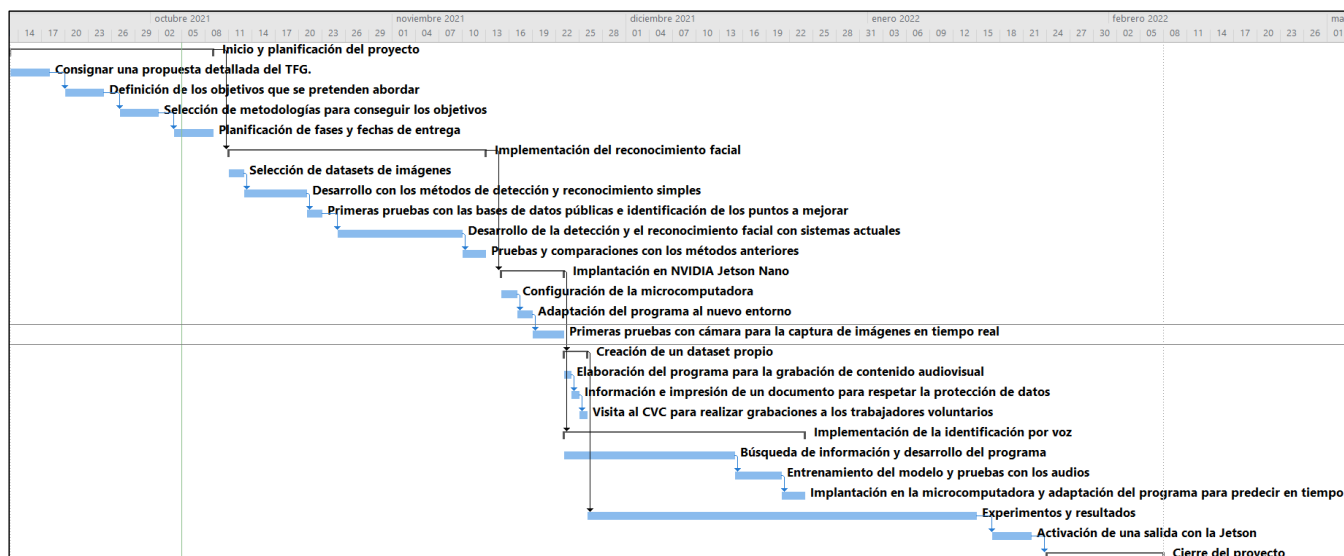 octubre 2021 noviembre 2021 diciembre 2021 enero 2022 febrero 2022 ma
14 17 20 23 26 29 02 05 08 11 14 17 20 23 26 29 01 04 07 10 13 16 19 22 25 28 01 04 07 10 13 16 19 22 25 28 31 03 06 09 12 15 18 21 24 27 30 02 05 08 11 14 17 20 23 26 01
Inicio y planificación del proyecto
Consignar una propuesta detallada del TFG.
Definición de los objetivos que se pretenden abordar
Selección de metodologías para conseguir los objetivos
Planificación de fases y fechas de entrega
Implementación del reconocimiento facial
Selección de datasets de imágenes
Desarrollo con los métodos de detección y reconocimiento simples
Primeras pruebas con las bases de datos públicas e identificación de los puntos a mejorar
Desarrollo de la detección y el reconocimiento facial con sistemas actuales
Pruebas y comparaciones con los métodos anteriores
Implantación en NVIDIA Jetson Nano
Configuración de la microcomputadora
Adaptación del programa al nuevo entorno
Primeras pruebas con cámara para la captura de imágenes en tiempo real
Creación de un dataset propio
Elaboración del programa para la grabación de contenido audiovisual
Información e impresión de un documento para respetar la protección de datos
Visita al CVC para realizar grabaciones a los trabajadores voluntarios
Implementación de la identificación por voz
Búsqueda de información y desarrollo del programa
Entrenamiento del modelo y pruebas con los audios
Implantación en la microcomputadora y adaptación del programa para predecir en tiempo
Experimentos y resultados
Activación de una salida con la Jetson
Cierre del proyecto